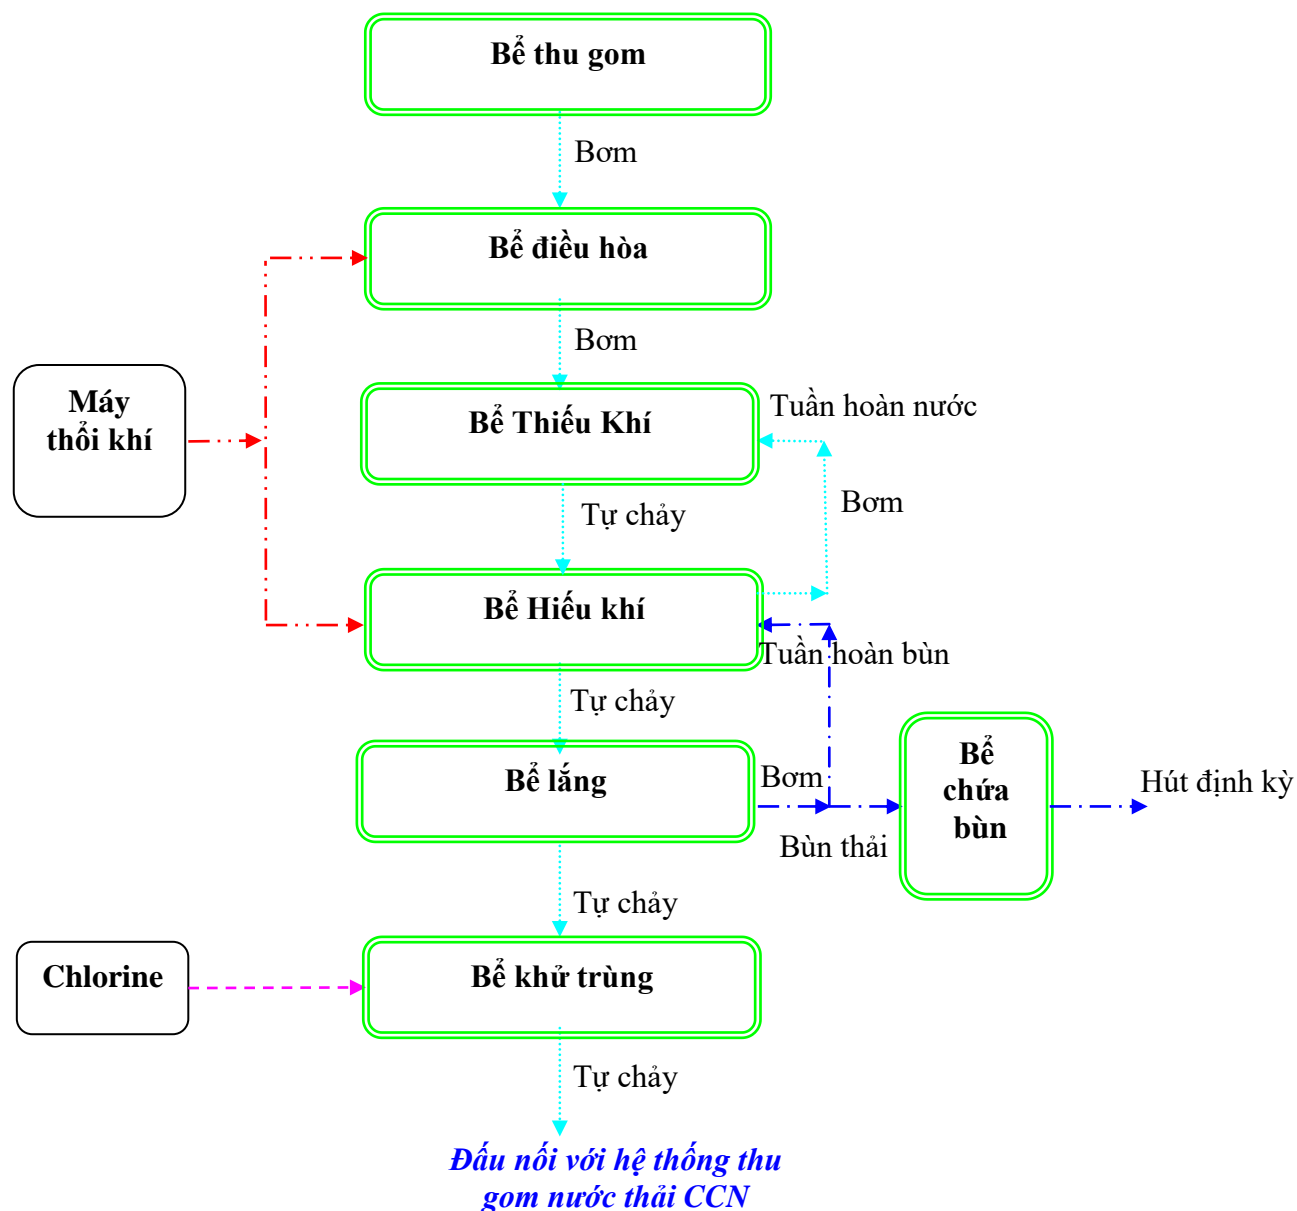 Bể thu gom
Bơm
Bể điều hòa
Bơm
Máy
thổi khí
Bể Thiếu Khí
Tuần hoàn nước
Bơm
Tự chảy
Bể Hiếu khí
Tuần hoàn bùn
Tự chảy
Bể lắng
Bơm
Bùn thải
Bể
chứa
bùn
Hút định kỳ
Tự chảy
Chlorine
Bể khử trùng
Tự chảy
Đấu nối với hệ thống thu
gom nước thải CCN